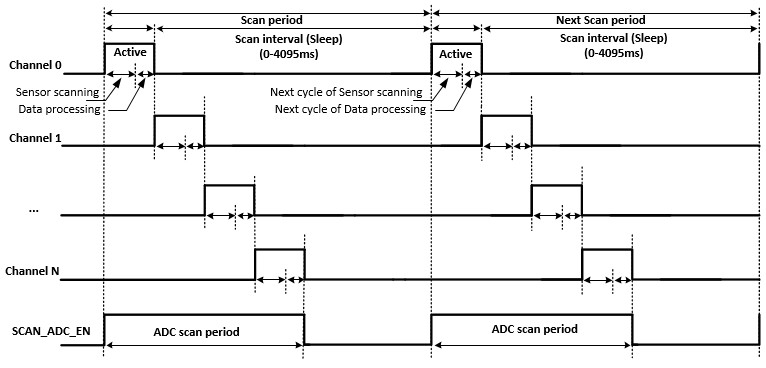 Scan period
Next Scan period
Scan interval (Sleep)
(0-4095ms)
Scan interval (Sleep)
(0-4095ms)
Active
Active
Channel 0
Sensor scanning
Data processing
Next cycle of Sensor scanning
Next cycle of Data processing
Channel 1
...
Channel N
SCAN_ADC_EN
ADC scan period
ADC scan period